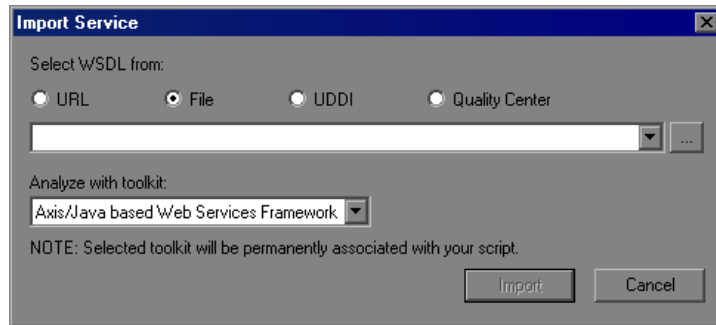 Import Service
Select WSDL from:
URL File UDDI Quality Center
...
Analyze with toolkit:
Axis/Java based Web Services Framework
NOTE: Selected toolkit will be permanently associated with your script.
Import Cancel